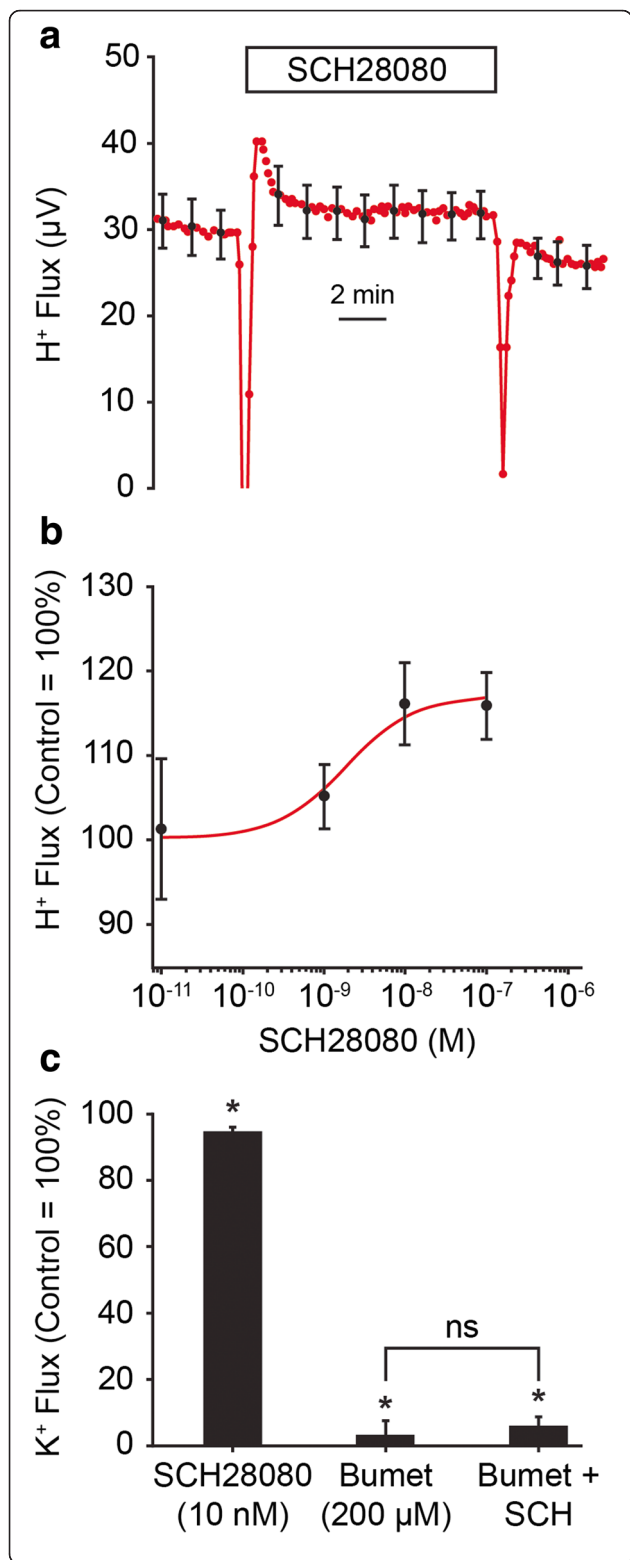 a
SCH28080
H⁺ Flux (µV)
50
40
30
20
10
0
2 min
b
H⁺ Flux (Control = 100%)
130
120
110
100
90
10⁻¹¹ 10⁻¹⁰ 10⁻⁹ 10⁻⁸ 10⁻⁷ 10⁻⁶
SCH28080 (M)
c
K⁺ Flux (Control = 100%)
100
80
60
40
20
0
*
ns
* *
SCH28080 Bumet Bumet +
(10 nM) (200 µM) SCH